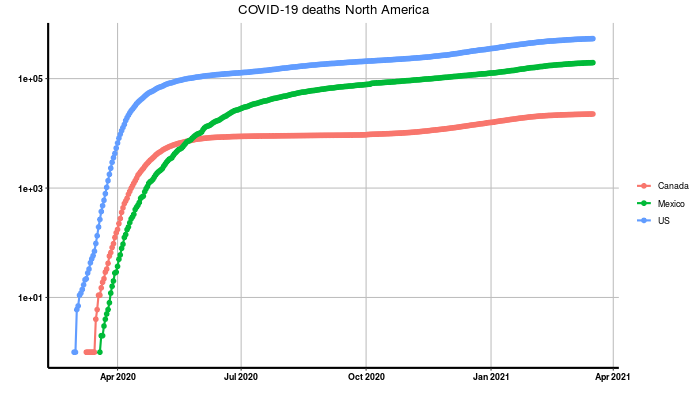 COVID-19 deaths North America
1e+05
1e+03
1e+01
Apr 2020 Jul 2020 Oct 2020 Jan 2021 Apr 2021
Canada
Mexico
US